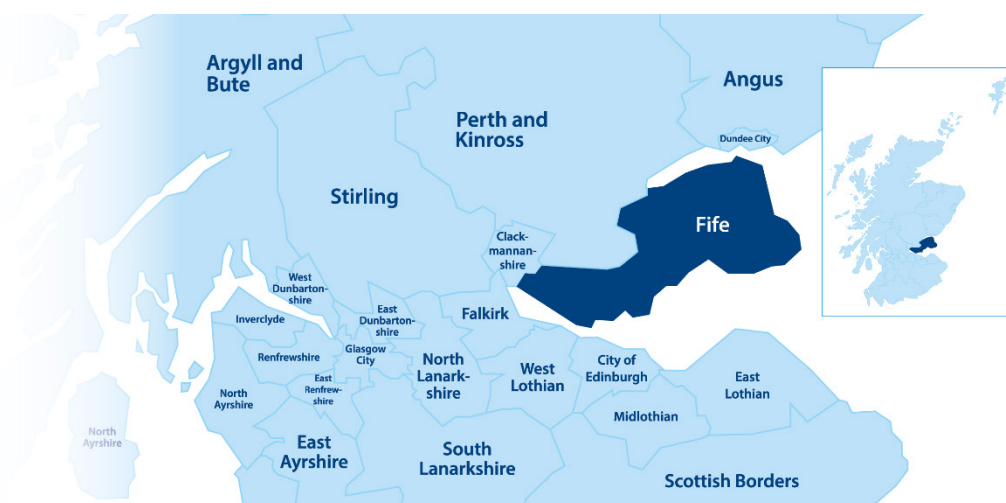 Argyll and
Bute
Angus
Perth and
Kinross
Dundee City
Stirling
Fife
Clack-
mannan-
shire
West
Dunbarton-
shire
East
Dunbarton-
shire
Falkirk
Inverclyde
Glasgow
City
Renfrewshire
North
Lanark-
shire
West
Lothian
City of
Edinburgh
East
Lothian
East
Renfrew-
shire
North
Ayrshire
Midlothian
North
Ayrshire
East
Ayrshire
South
Lanarkshire
Scottish Borders